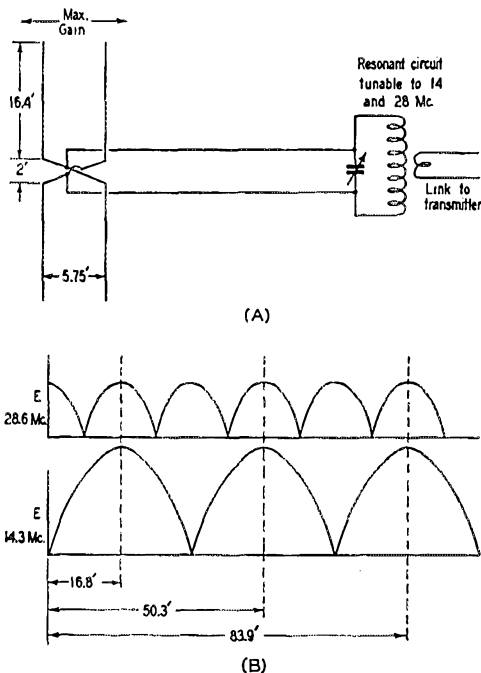 Max.
Gain
16.4'
2'
5.75'
Resonant circuit
tunable to 14
and 28 Mc.
Link to
transmitter
(A)
E
28.6 Mc.
E
14.3 Mc.
16.8'
50.3'
83.9'
(B)